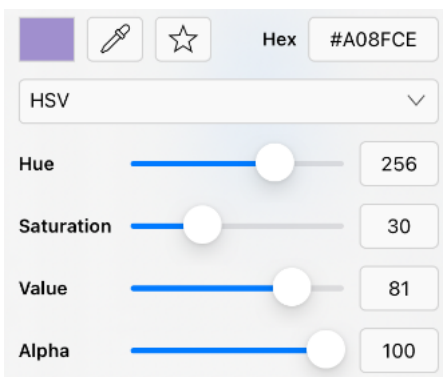 Hex #A08FCE
HSV
Hue 256
Saturation 30
Value 81
Alpha 100